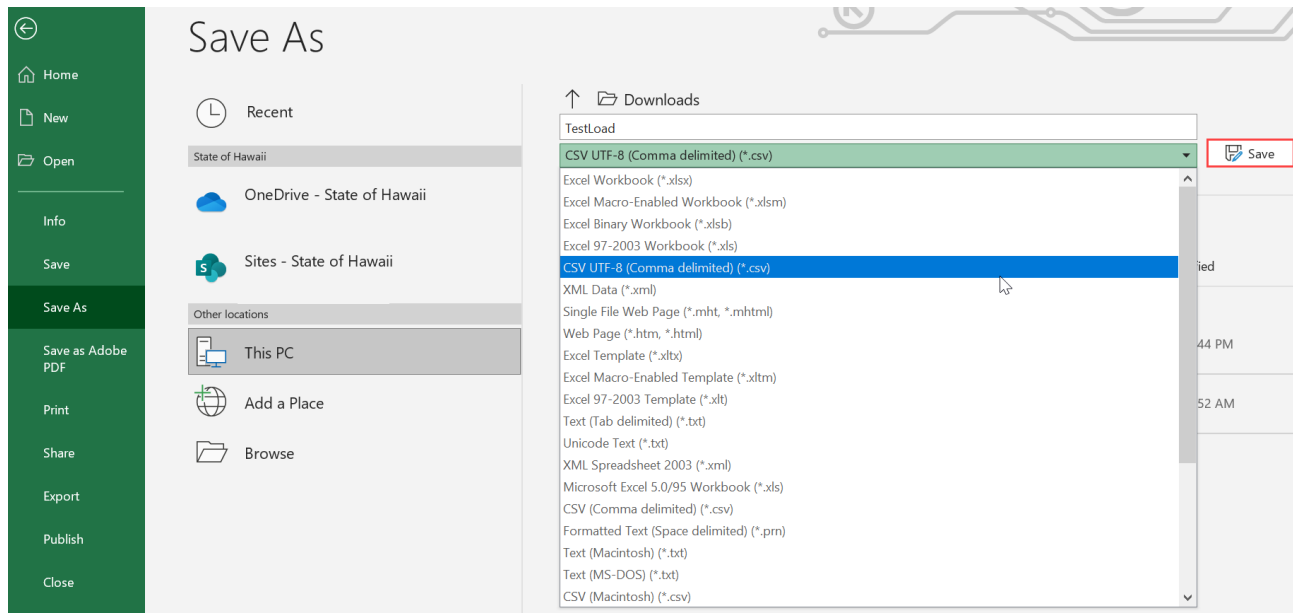 Save As
Home
New
Open
Info
Save
Save As
Save as Adobe
PDF
Print
Share
Export
Publish
Close
Recent
State of Hawaii
OneDrive - State of Hawaii
S
Sites - State of Hawaii
Other locations
This PC
Add a Place
Browse
Downloads
TestLoad
CSV UTF-8 (Comma delimited) (*.csv)
Save
Excel Workbook (*.xlsx)
Excel Macro-Enabled Workbook (*.xlsm)
Excel Binary Workbook (*.xlsb)
Excel 97-2003 Workbook (*.xls)
CSV UTF-8 (Comma delimited) (*.csv)
XML Data (*.xml)
Single File Web Page (*.mht, *.mhtml)
Web Page (*.htm, *.html)
Excel Template (*.xltx)
Excel Macro-Enabled Template (*.xltm)
Excel 97-2003 Template (*.xlt)
Text (Tab delimited) (*.txt)
Unicode Text (*.txt)
XML Spreadsheet 2003 (*.xml)
Microsoft Excel 5.0/95 Workbook (*.xls)
CSV (Comma delimited) (*.csv)
Formatted Text (Space delimited) (*.prn)
Text (Macintosh) (*.txt)
Text (MS-DOS) (*.txt)
CSV (Macintosh) (*.csv)
ied
44 PM
52 AM